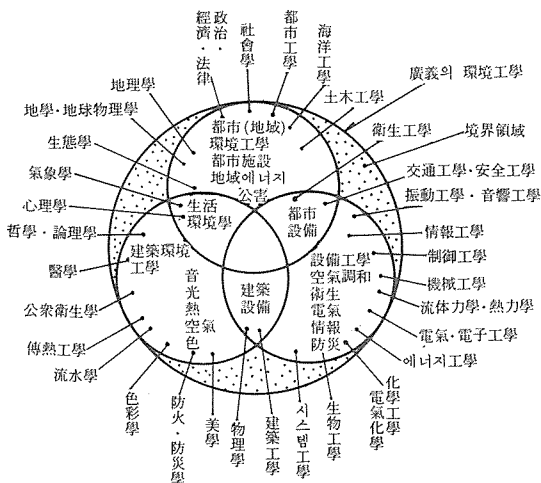 政治·
經濟·法律
社會學
都市工學
海洋工學
土木工學
廣義의 環境工學
衛生工學
境界領域
交通工學·安全工學
振動工學·音響工學
情報工學
制御工學
機械工學
流体力學·熱力學
電氣·電子工學
에너지工學
化學工學
電氣化學
生物工學
시스템工學
建築工學
物理學
美學
防火·防災學
色彩學
流水學
傳熱工學
公衆衛生學
醫學
哲學·論理學
心理學
氣象學
生態學
地學·地球物理學
地理學
都市(地域)
環境工學
都市施設
地域에너지
公害
生活
環境學
都市
設備
建築環境
工學
音
光
熱
空氣
色
建築
設備
設備工學
空氣調和
衛生
電氣
情報
防災